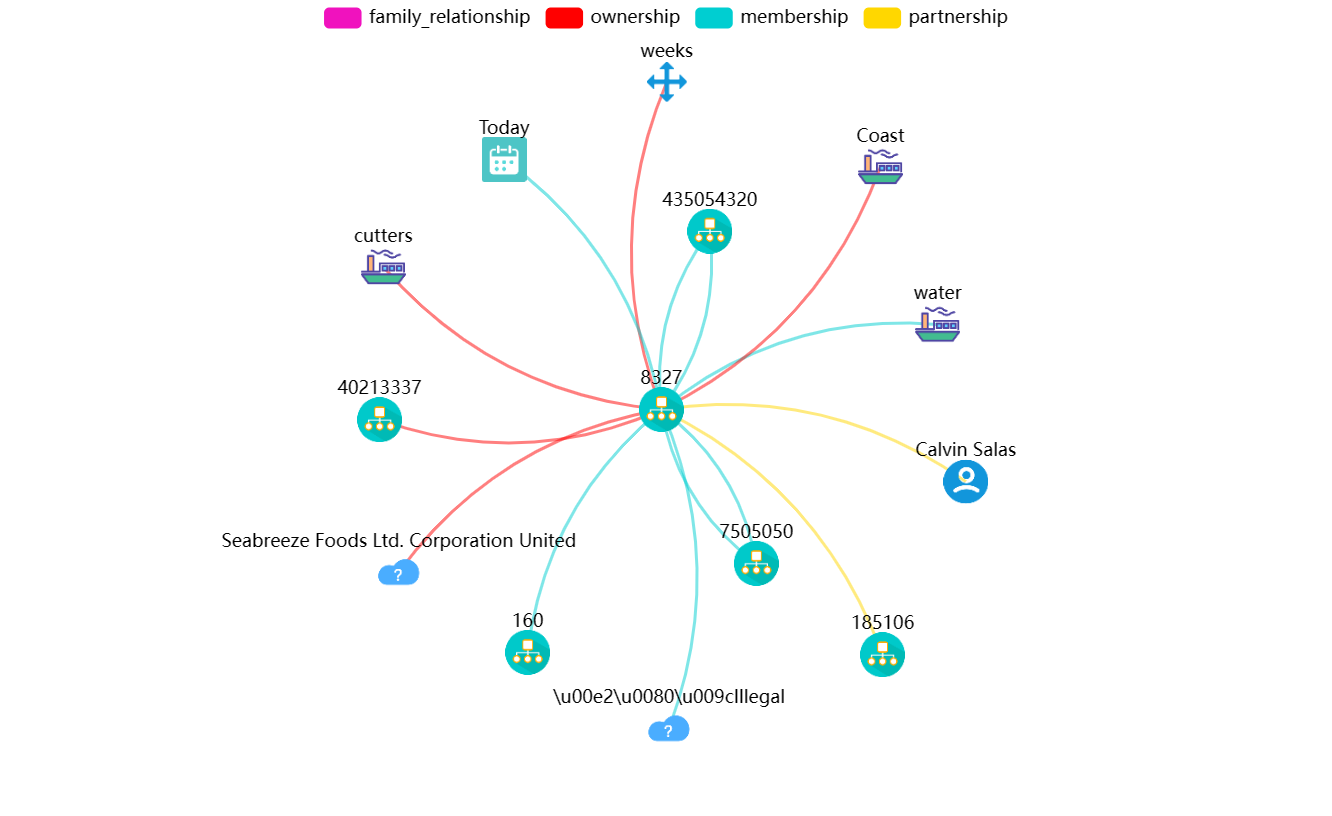 family_relationship
ownership
membership
partnership
weeks
Today
Coast
435054320
cutters
water
8327
40213337
Calvin Salas
7505050
Seabreeze Foods Ltd. Corporation United
?
160
185106
\u00e2\u0080\u009cIllegal
?